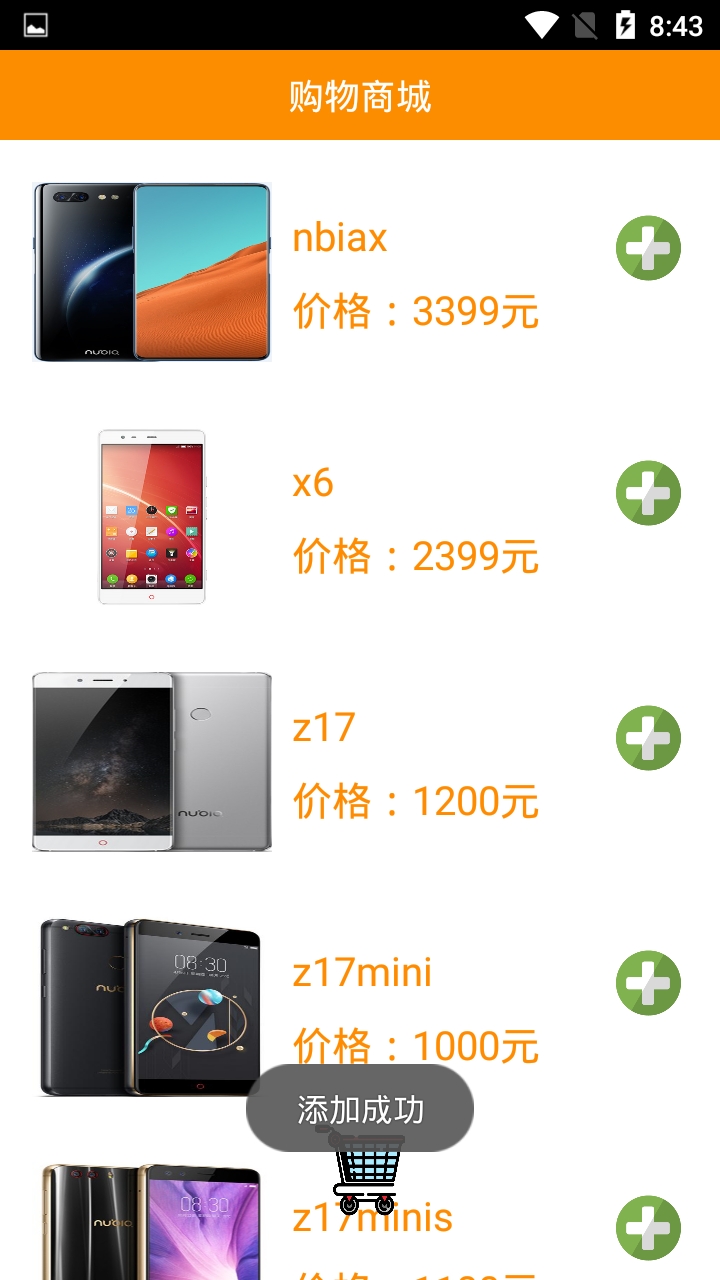 8:43
购物商城
nubia
nbiax
价格：3399元
x6
价格：2399元
nubia
z17
价格：1200元
08:30
z17mini
价格：1000元
添加成功
08:30
nubia
z17minis